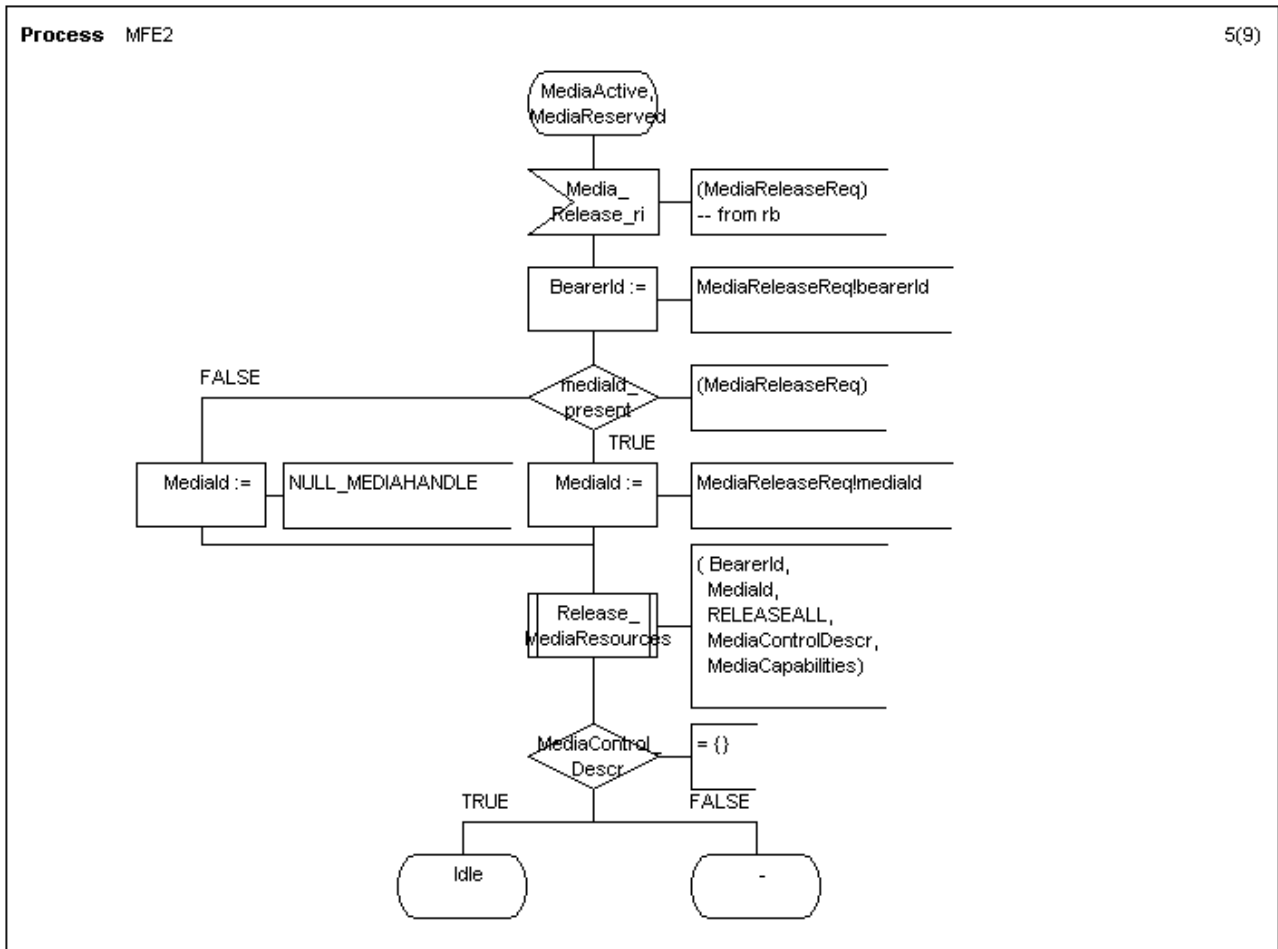 Process MFE2 5(9)
MediaActive,
MediaReserved
Media_
Release_ri
(MediaReleaseReq)
-- from rb
BearerId :=
MediaReleaseReq!bearerId
FALSE
mediaId_
present
(MediaReleaseReq)
TRUE
MediaId :=
NULL_MEDIAHANDLE
MediaId :=
MediaReleaseReq!mediaId
Release_
MediaResources
( BearerId,
MediaId,
RELEASEALL,
MediaControlDescr,
MediaCapabilities)
MediaControl_
Descr
= {}
TRUE
FALSE
Idle
-